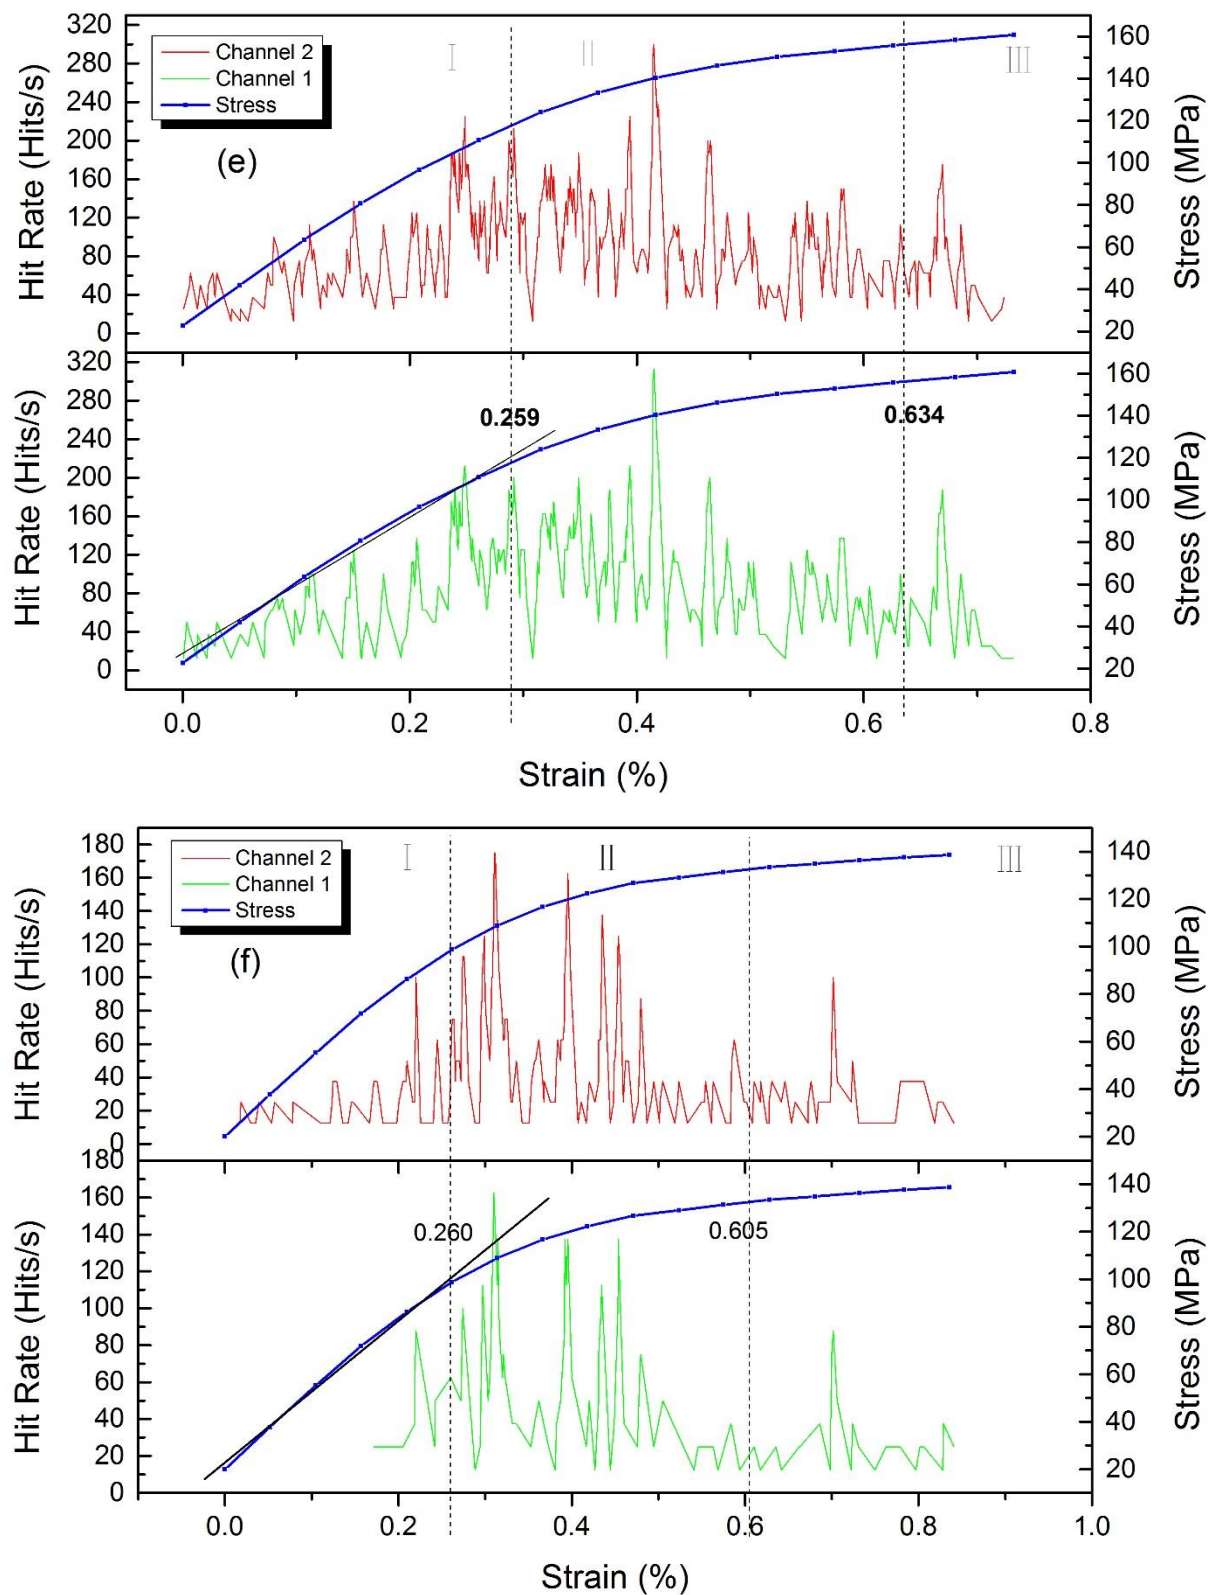 320
280
240
200
160
120
80
40
0
Hit Rate (Hits/s)
Channel 2
Channel 1
Stress
(e)
I
II
III
160
140
120
100
80
60
40
20
Stress (MPa)
320
280
240
200
160
120
80
40
0
Hit Rate (Hits/s)
0.259
0.634
160
140
120
100
80
60
40
20
Stress (MPa)
0.0 0.2 0.4 0.6 0.8
Strain (%)
180
160
140
120
100
80
60
40
20
0
Hit Rate (Hits/s)
Channel 2
Channel 1
Stress
(f)
I
II
III
140
120
100
80
60
40
20
Stress (MPa)
180
160
140
120
100
80
60
40
20
0
Hit Rate (Hits/s)
0.260
0.605
140
120
100
80
60
40
20
Stress (MPa)
0.0 0.2 0.4 0.6 0.8 1.0
Strain (%)